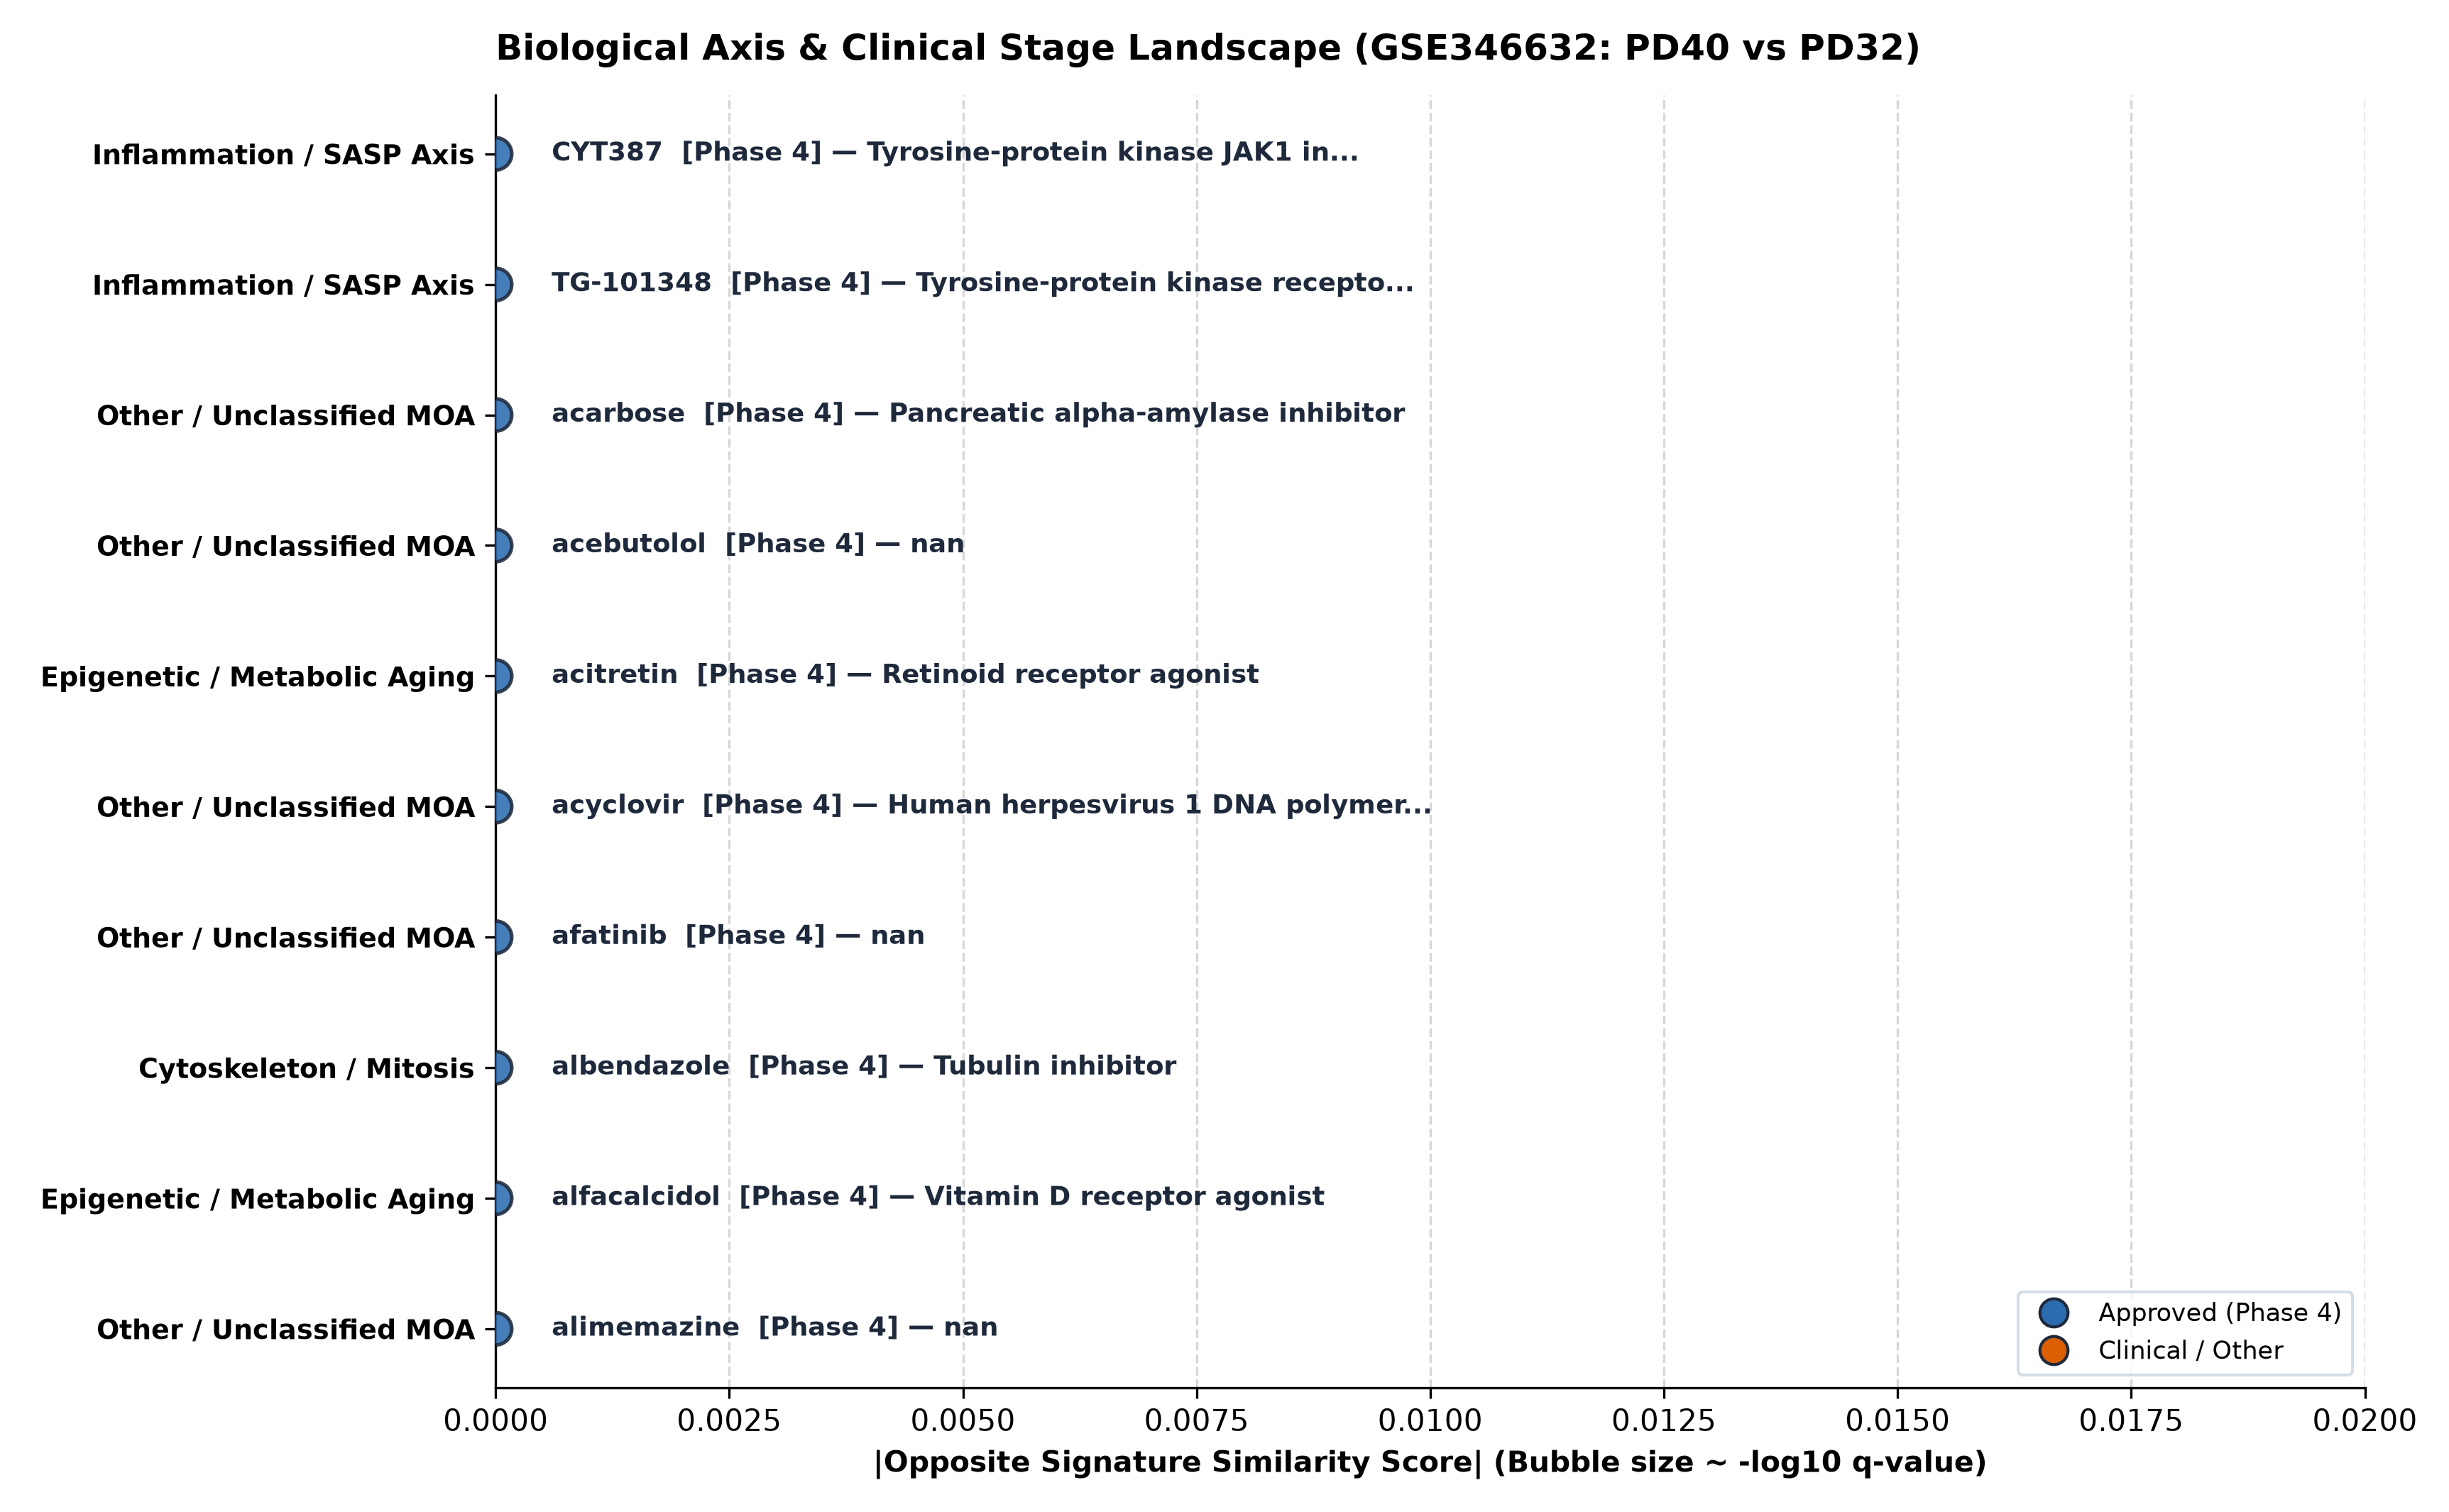 Biological Axis & Clinical Stage Landscape (GSE346632: PD40 vs PD32)
Inflammation / SASP Axis CYT387 [Phase 4] — Tyrosine-protein kinase JAK1 in...
Inflammation / SASP Axis TG-101348 [Phase 4] — Tyrosine-protein kinase recepto...
Other / Unclassified MOA acarbose [Phase 4] — Pancreatic alpha-amylase inhibitor
Other / Unclassified MOA acebutolol [Phase 4] — nan
Epigenetic / Metabolic Aging acitretin [Phase 4] — Retinoid receptor agonist
Other / Unclassified MOA acyclovir [Phase 4] — Human herpesvirus 1 DNA polymer...
Other / Unclassified MOA afatinib [Phase 4] — nan
Cytoskeleton / Mitosis albendazole [Phase 4] — Tubulin inhibitor
Epigenetic / Metabolic Aging alfacalcidol [Phase 4] — Vitamin D receptor agonist
Other / Unclassified MOA alimemazine [Phase 4] — nan
Approved (Phase 4)
Clinical / Other
0.0000 0.0025 0.0050 0.0075 0.0100 0.0125 0.0150 0.0175 0.0200
|Opposite Signature Similarity Score| (Bubble size ~ -log10 q-value)